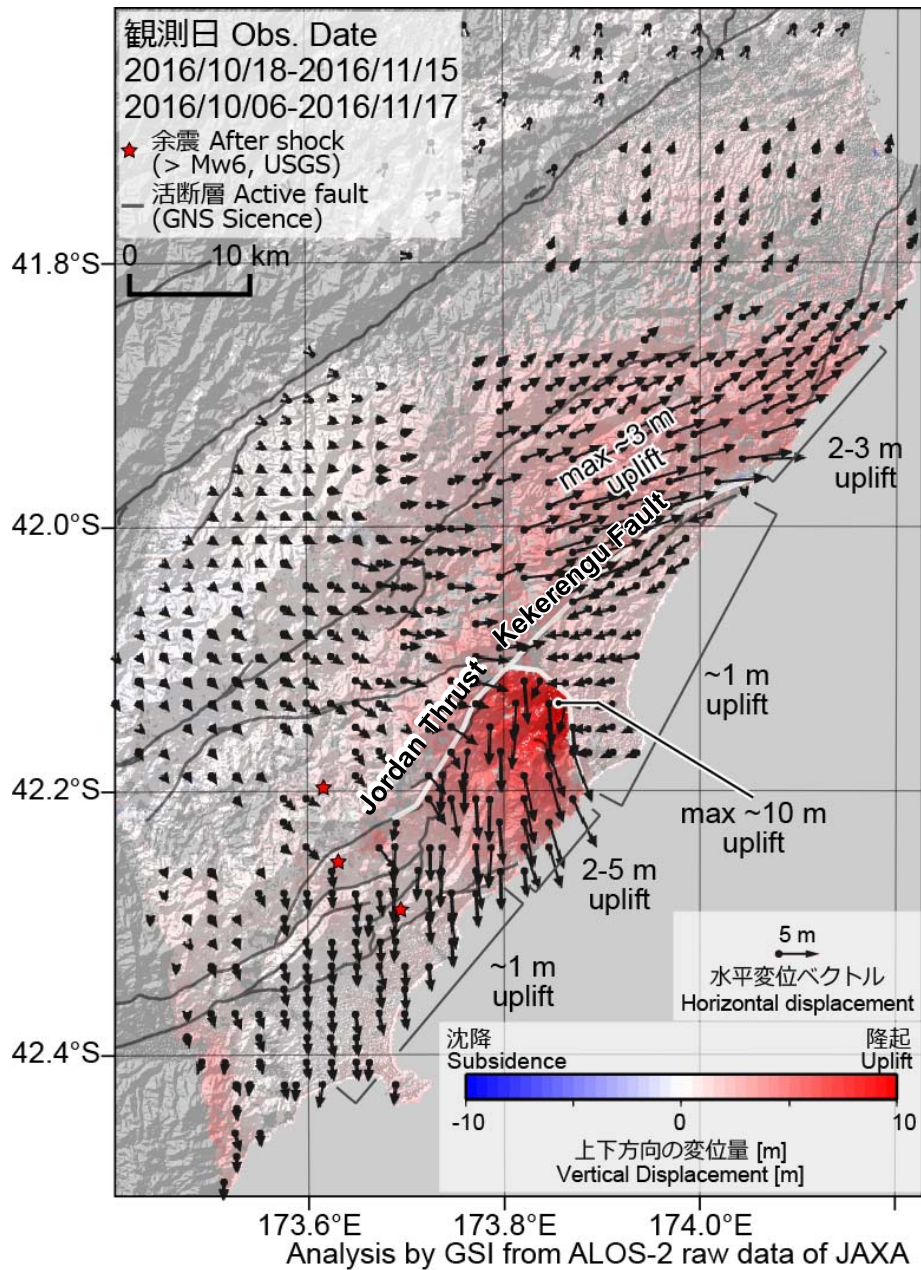 観測日 Obs. Date
2016/10/18-2016/11/15
2016/10/06-2016/11/17
余震 After shock
(> Mw6, USGS)
活断層 Active fault
(GNS Sicence)
0 10 km
41.8°S
42.0°S
42.2°S
42.4°S
max ~3 m
uplift
2-3 m
uplift
Kekerengu Fault
Jordan Thrust
~1 m
uplift
max ~10 m
uplift
2-5 m
uplift
~1 m
uplift
5 m
水平変位ベクトル
Horizontal displacement
沈降 隆起
Subsidence Uplift
-10 0 10
上下方向の変位量 [m]
Vertical Displacement [m]
173.6°E 173.8°E 174.0°E
Analysis by GSI from ALOS-2 raw data of JAXA